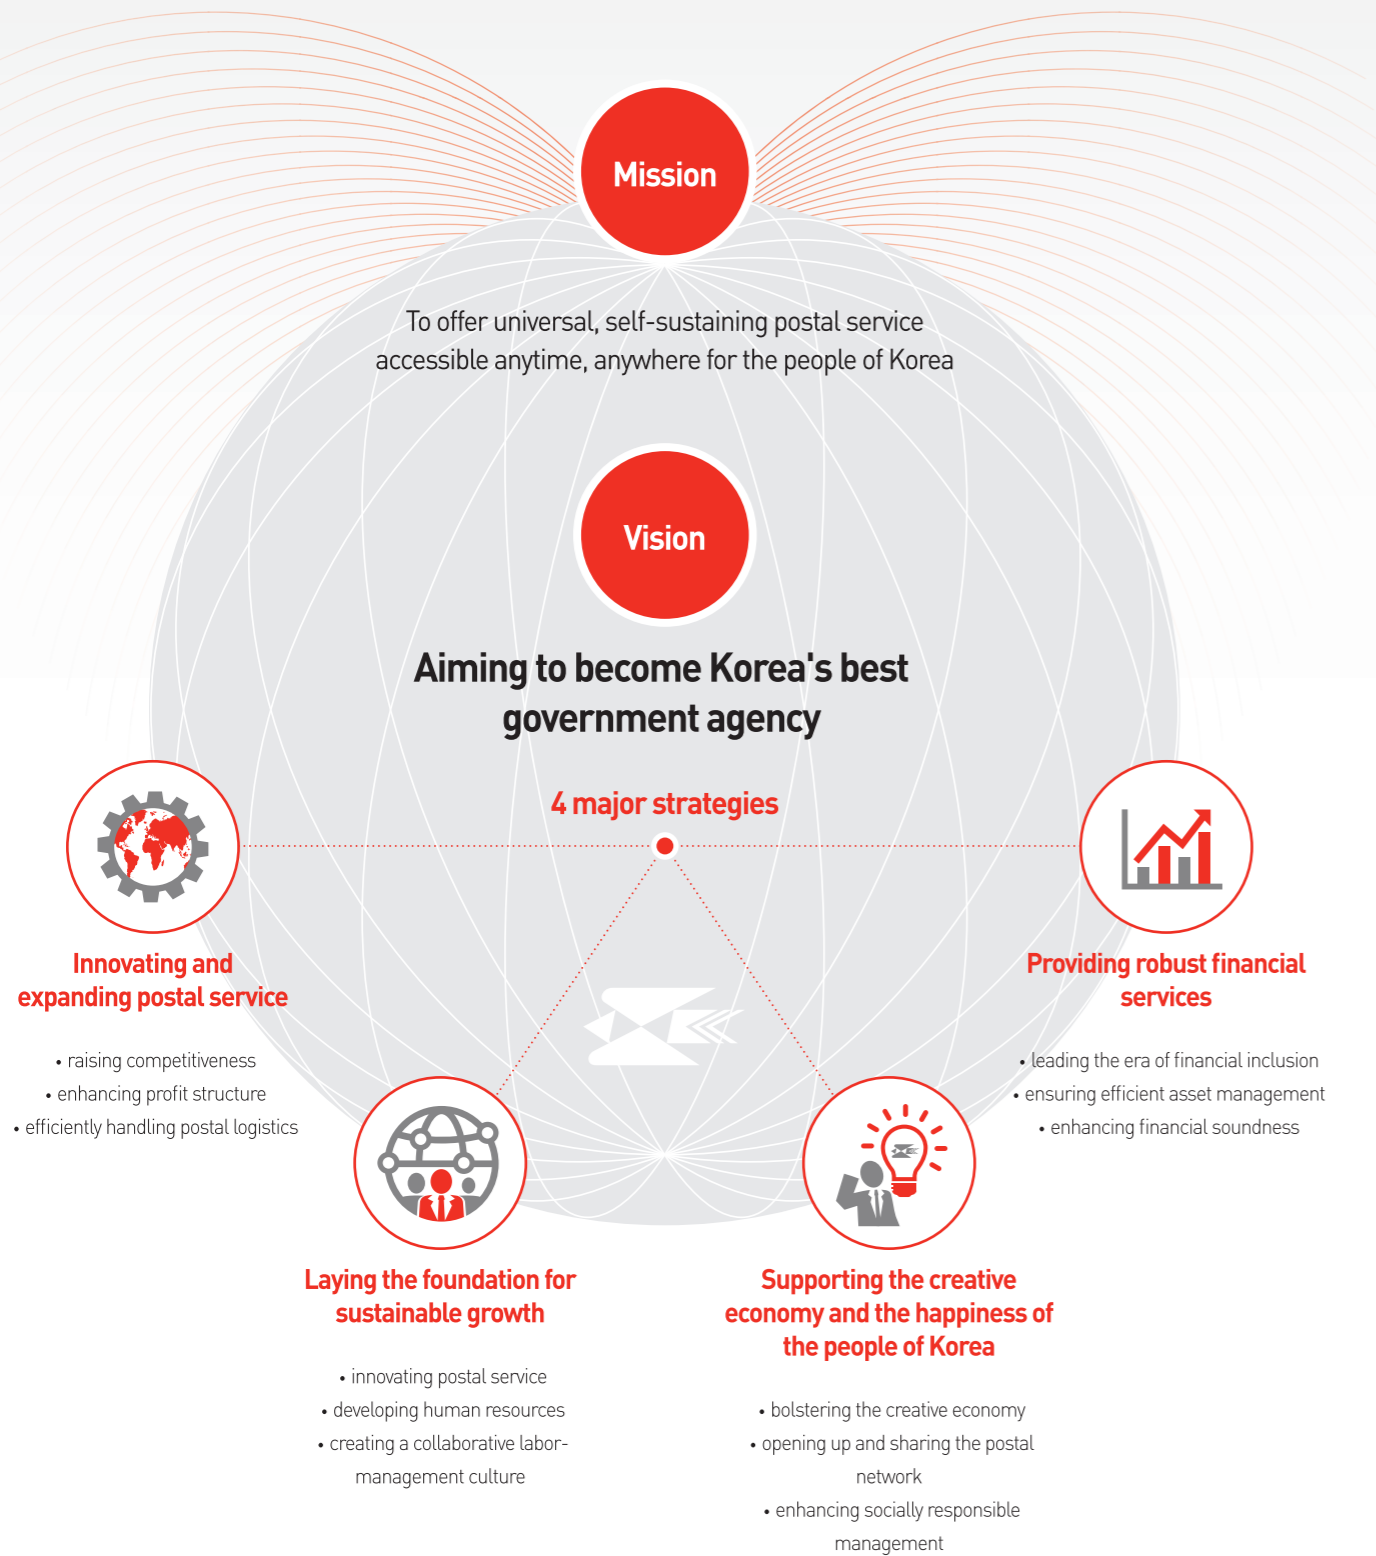 Mission
To offer universal, self-sustaining postal service
accessible anytime, anywhere for the people of Korea
Vision
Aiming to become Korea's best
government agency
4 major strategies
Innovating and
expanding postal service
• raising competitiveness
• enhancing profit structure
• efficiently handling postal logistics
Laying the foundation for
sustainable growth
• innovating postal service
• developing human resources
• creating a collaborative labor-
management culture
Supporting the creative
economy and the happiness of
the people of Korea
• bolstering the creative economy
• opening up and sharing the postal
network
• enhancing socially responsible
management
Providing robust financial
services
• leading the era of financial inclusion
• ensuring efficient asset management
• enhancing financial soundness